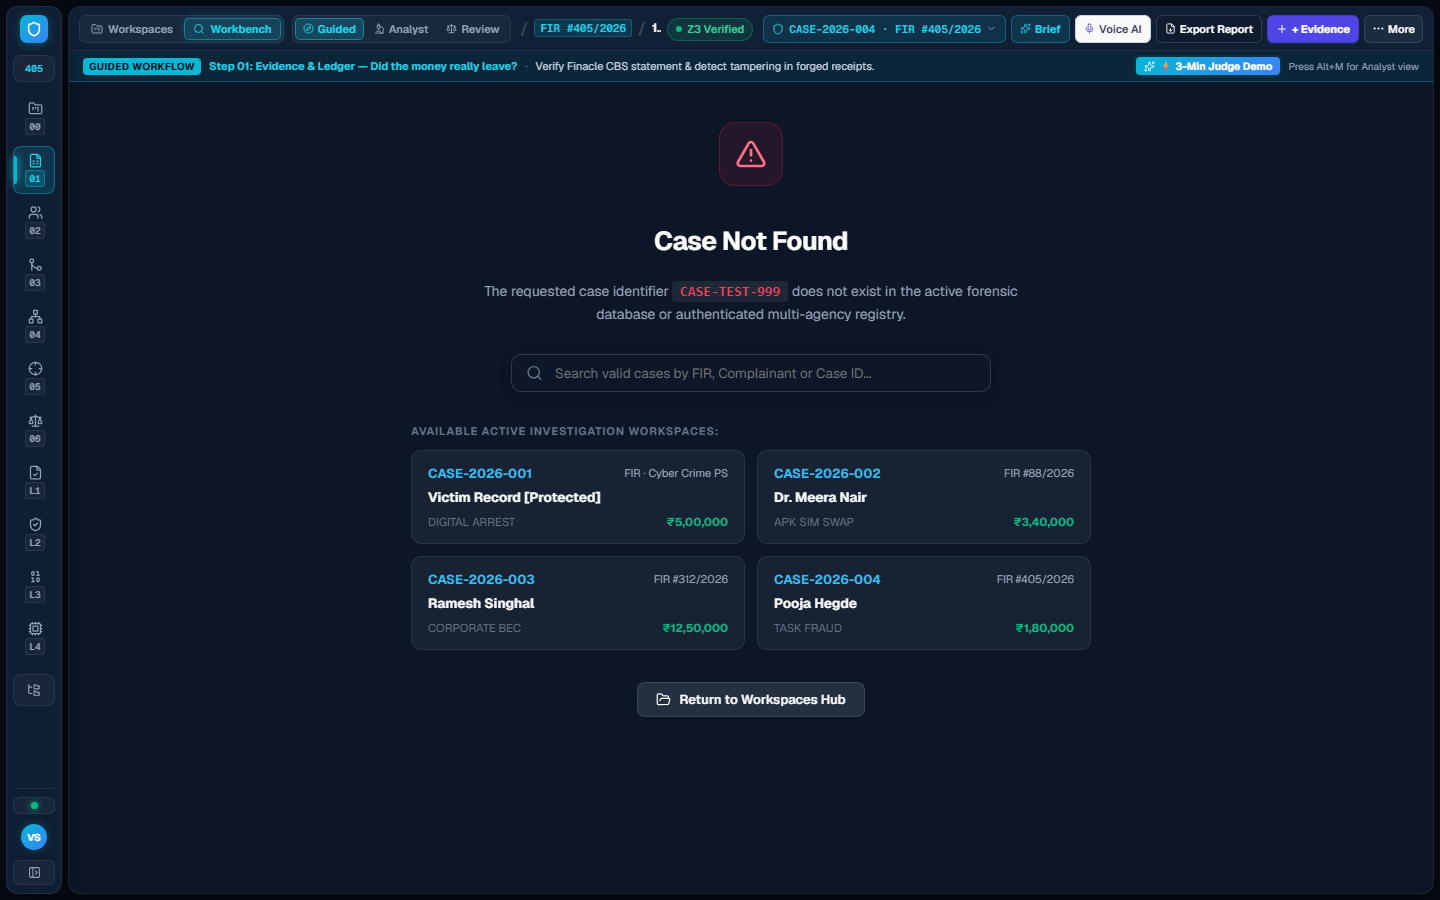 Workspaces
Workbench
Guided
Analyst
Review
/
FIR #405/2026
/
1..
Z3 Verified
CASE-2026-004 · FIR #405/2026
Brief
Voice AI
Export Report
+ Evidence
More
405
GUIDED WORKFLOW
Step 01: Evidence & Ledger — Did the money really leave? · Verify Finacle CBS statement & detect tampering in forged receipts.
3-Min Judge Demo
Press Alt+M for Analyst view
00
01
02
03
04
05
06
L1
L2
L3
L4
VS
Case Not Found
The requested case identifier CASE-TEST-999 does not exist in the active forensic
database or authenticated multi-agency registry.
Search valid cases by FIR, Complainant or Case ID...
AVAILABLE ACTIVE INVESTIGATION WORKSPACES:
CASE-2026-001
FIR · Cyber Crime PS
Victim Record [Protected]
DIGITAL ARREST
₹5,00,000
CASE-2026-002
FIR #88/2026
Dr. Meera Nair
APK SIM SWAP
₹3,40,000
CASE-2026-003
FIR #312/2026
Ramesh Singhal
CORPORATE BEC
₹12,50,000
CASE-2026-004
FIR #405/2026
Pooja Hegde
TASK FRAUD
₹1,80,000
Return to Workspaces Hub